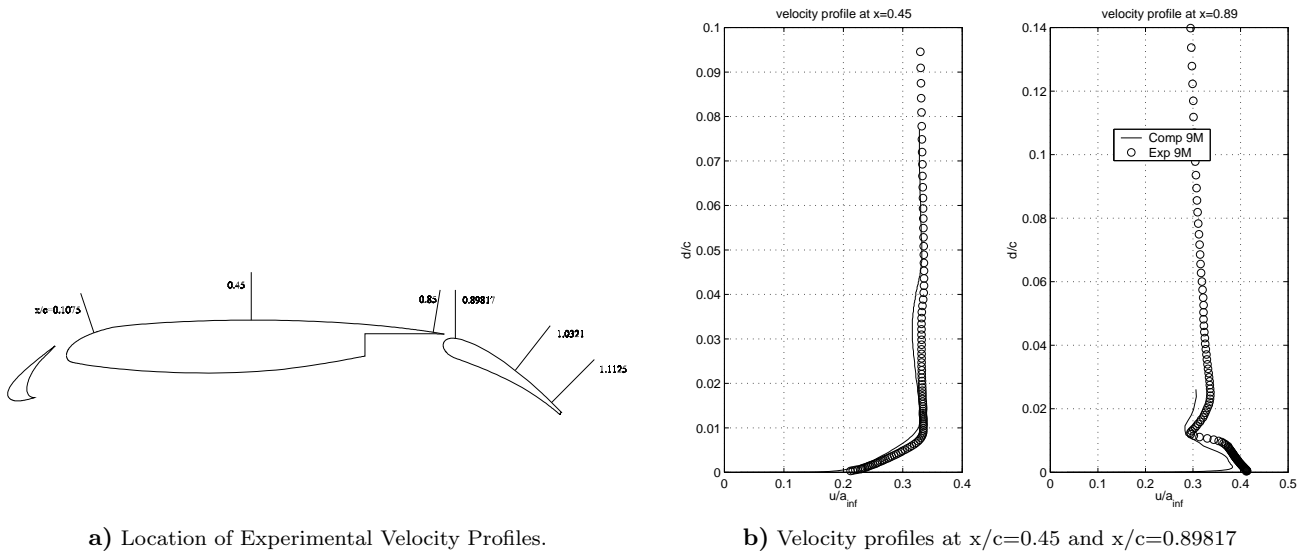 x/c=0.1075
0.45
0.85
0.89817
1.0321
1.1125
velocity profile at x=0.45
0.1
0.09
0.08
0.07
0.06
0.05
0.04
0.03
0.02
0.01
0
d/c
0 0.1 0.2 0.3 0.4
u/a_inf
velocity profile at x=0.89
0.14
0.12
0.1
0.08
0.06
0.04
0.02
0
d/c
Comp 9M
Exp 9M
0 0.1 0.2 0.3 0.4 0.5
u/a_inf
a) Location of Experimental Velocity Profiles.
b) Velocity profiles at x/c=0.45 and x/c=0.89817